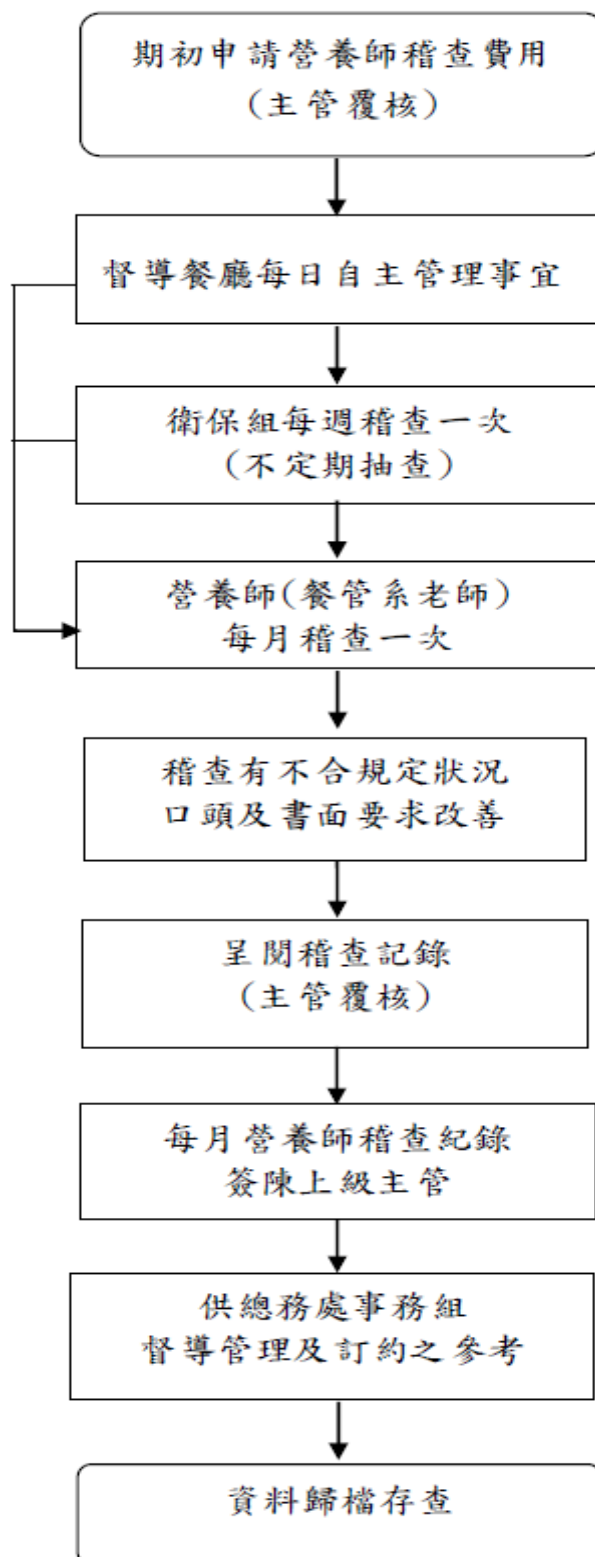 期初申請營養師稽查費用
(主管覆核)
督導餐廳每日自主管理事宜
衛保組每週稽查一次
(不定期抽查)
營養師(餐管系老師)
每月稽查一次
稽查有不合規定狀況
口頭及書面要求改善
呈閱稽查記錄
(主管覆核)
每月營養師稽查紀錄
簽陳上級主管
供總務處事務組
督導管理及訂約之參考
資料歸檔存查